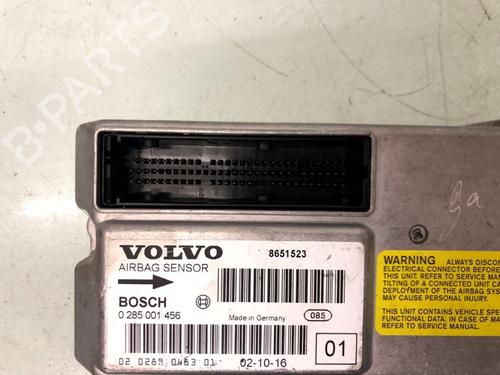 B-PARTS
VOLVO
8651523
AIRBAG SENSOR
BOSCH
0 285 001 456
Made in Germany
085
02-10-16
01
WARNING
ALWAYS DISCON
ELECTRICAL CONNECTOR BEFORE
THIS UNIT. REFER TO SERVICE MAN
TILTING OF A CONNECTED UNIT CA
DEPLOYMENT OF THE AIRBAG SYS
MAY CAUSE PERSONAL INJURY.
THIS UNIT CONTAINS VEHICLE SPE
FUNCTIONAL DATA. IN CASE OF
REFER TO SERVICE MANUAL.